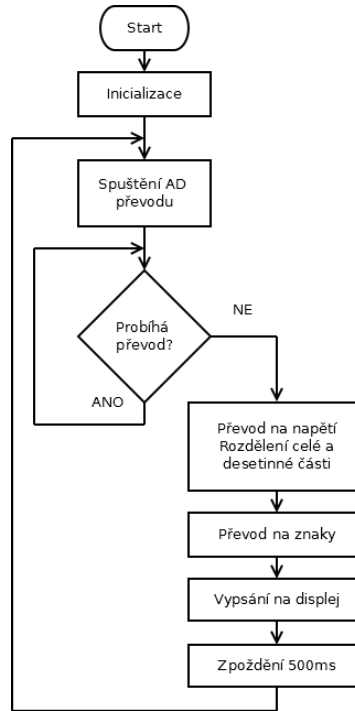 Start
Inicializace
Spuštění AD
převodu
Probíhá
převod?
NE
ANO
Převod na napětí
Rozdělení celé a
desetinné části
Převod na znaky
Vypsání na displej
Zpoždění 500ms